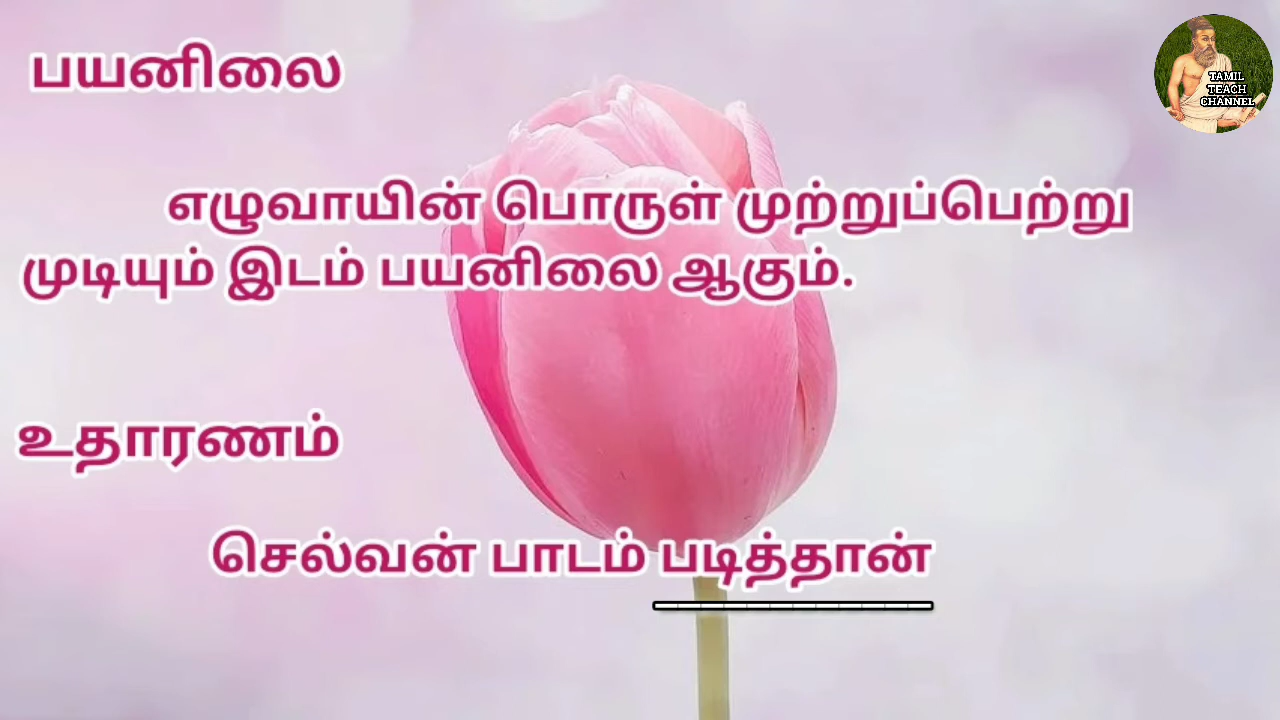 பயனிலை
TAMIL
TEACH
CHANNEL
எழுவாயின் பொருள் முற்றுப்பெற்று
முடியும் இடம் பயனிலை ஆகும்.
உதாரணம்
செல்வன் பாடம் படித்தான்